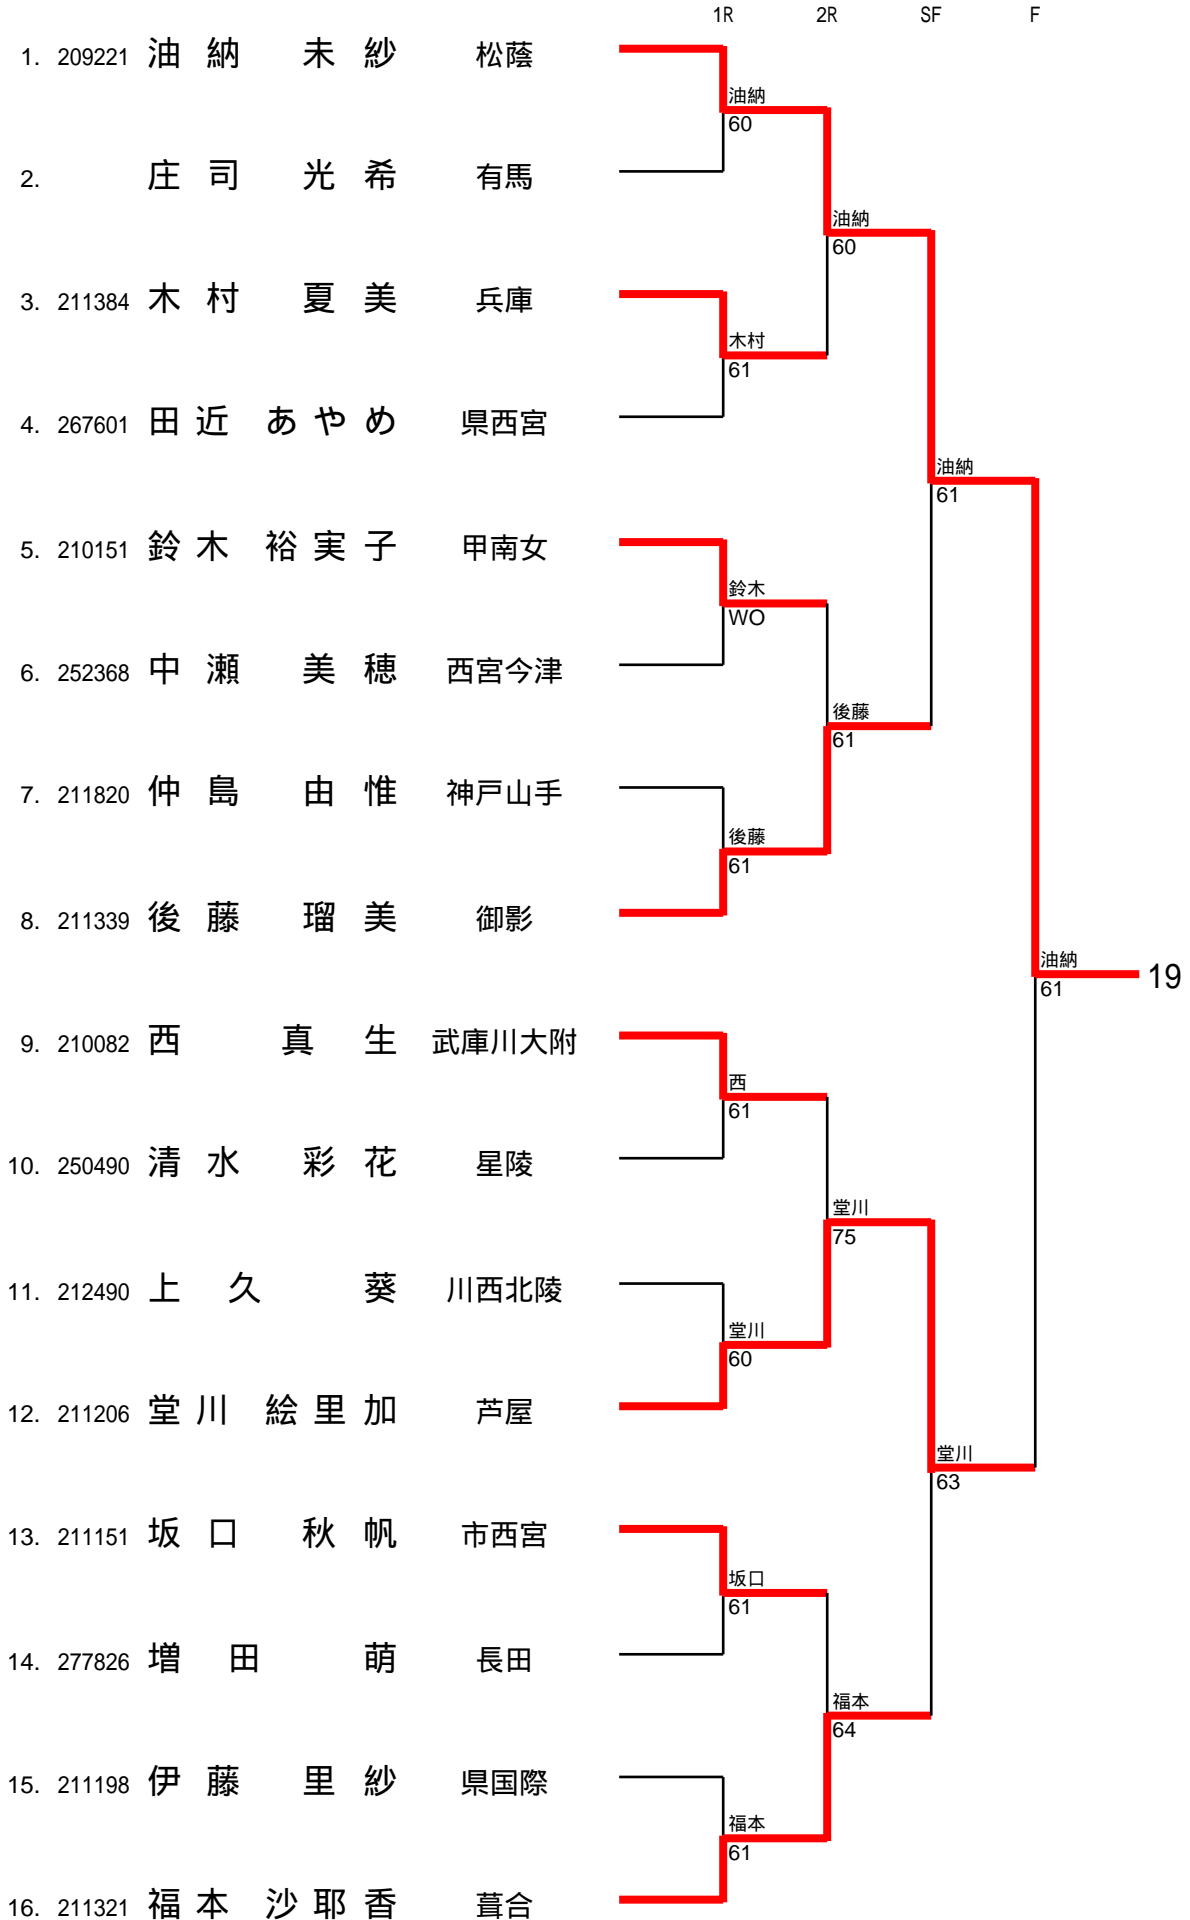 1R 2R SF F
1. 209221 油納 未紗 松蔭
油納
60
2. 庄司 光希 有馬
油納
60
3. 211384 木村 夏美 兵庫
木村
61
4. 267601 田近 あやめ 県西宮
油納
61
5. 210151 鈴木 裕実子 甲南女
鈴木
WO
6. 252368 中瀬 美穂 西宮今津
後藤
61
7. 211820 仲島 由惟 神戸山手
後藤
61
8. 211339 後藤 瑠美 御影
油納
61
19
9. 210082 西 真生 武庫川大附
西
61
10. 250490 清水 彩花 星陵
堂川
75
11. 212490 上久 葵 川西北陵
堂川
60
12. 211206 堂川 絵里加 芦屋
堂川
63
13. 211151 坂口 秋帆 市西宮
坂口
61
14. 277826 増田 萌 長田
福本
64
15. 211198 伊藤 里紗 県国際
福本
61
16. 211321 福本 沙耶香 葺合